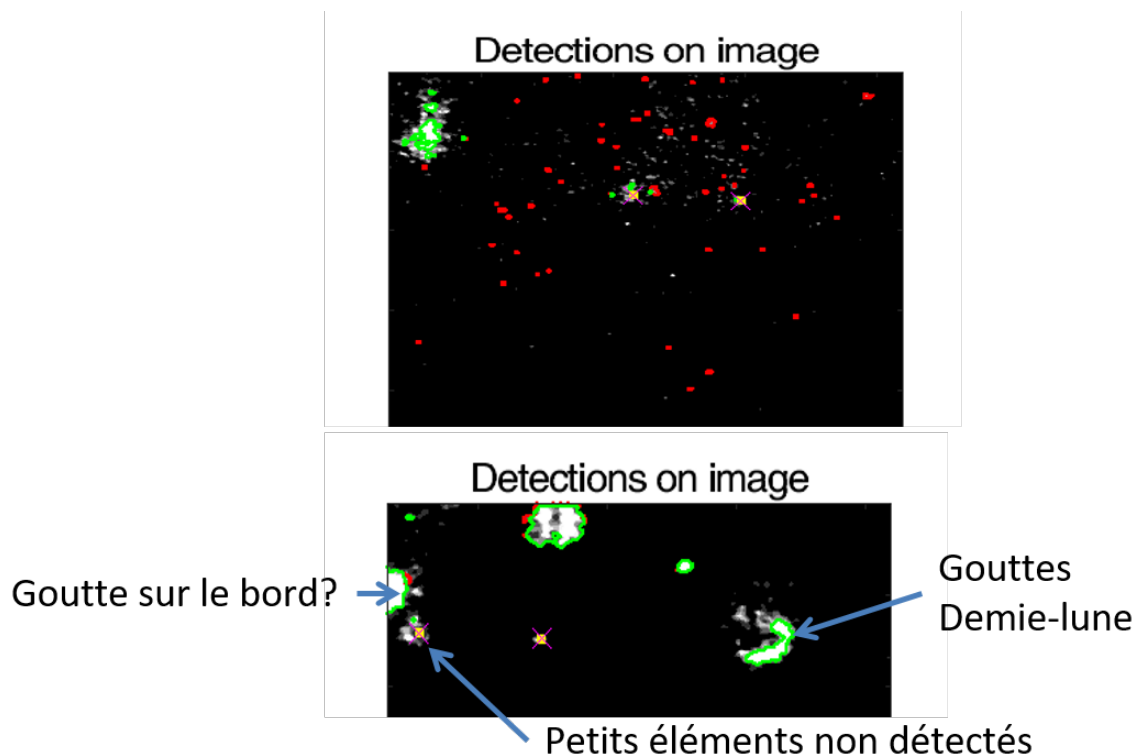 Detections on image
Detections on image
Goutte sur le bord?
Gouttes
Demie-lune
Petits éléments non détectés